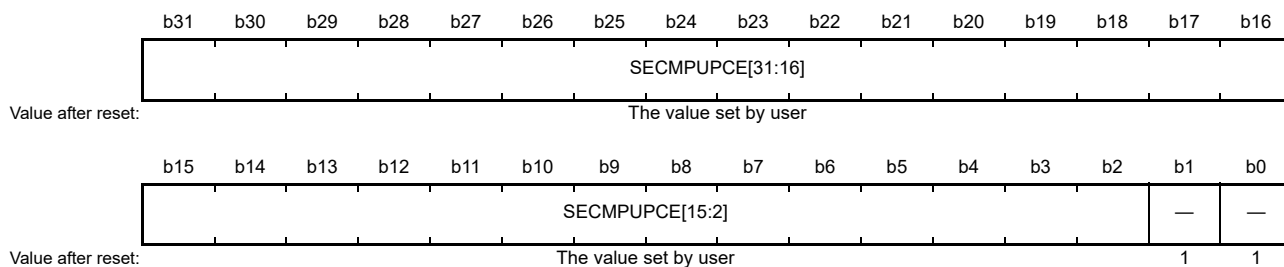 b31 b30 b29 b28 b27 b26 b25 b24 b23 b22 b21 b20 b19 b18 b17 b16
SECMPUPCE[31:16]
Value after reset: The value set by user
b15 b14 b13 b12 b11 b10 b9 b8 b7 b6 b5 b4 b3 b2 b1 b0
SECMPUPCE[15:2] — —
Value after reset: The value set by user 1 1